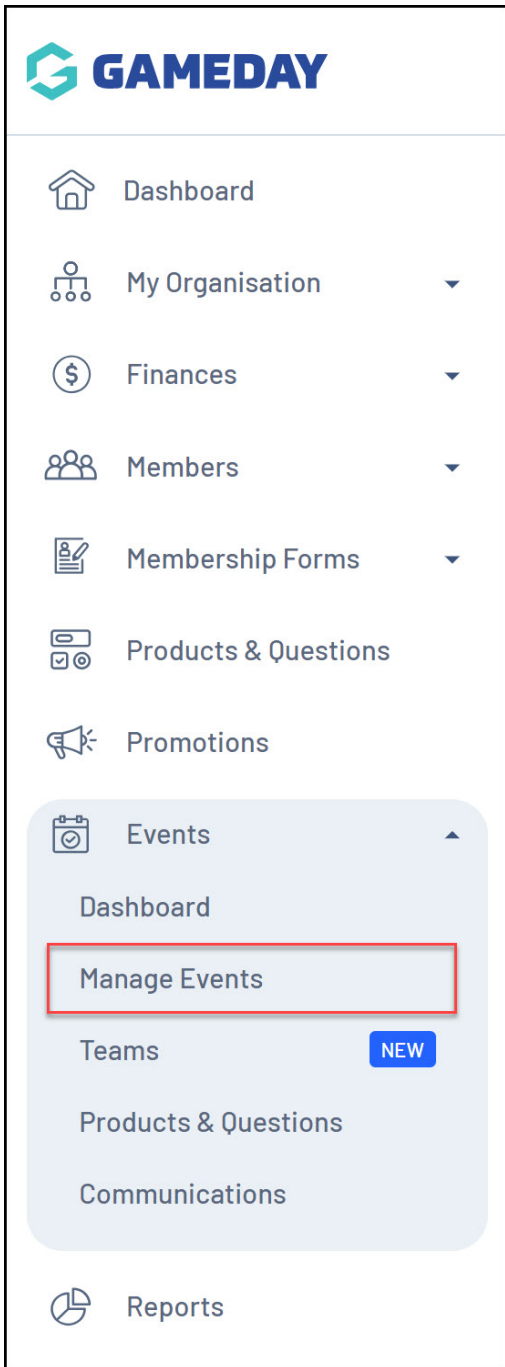 GAMEDAY
Dashboard
My Organisation
Finances
Members
Membership Forms
Products & Questions
Promotions
Events
Dashboard
Manage Events
Teams NEW
Products & Questions
Communications
Reports